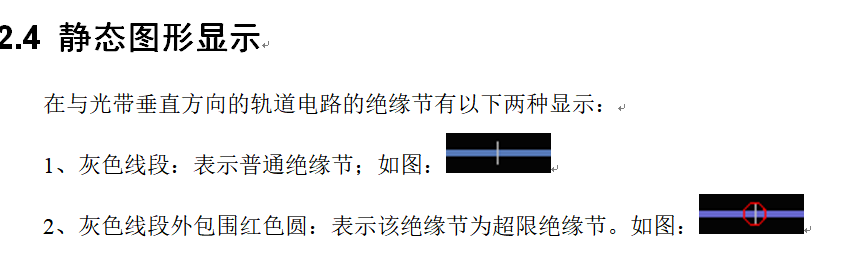 2.4 静态图形显示
在与光带垂直方向的轨道电路的绝缘节有以下两种显示：
1、灰色线段：表示普通绝缘节；如图：
2、灰色线段外包围红色圆：表示该绝缘节为超限绝缘节。如图：